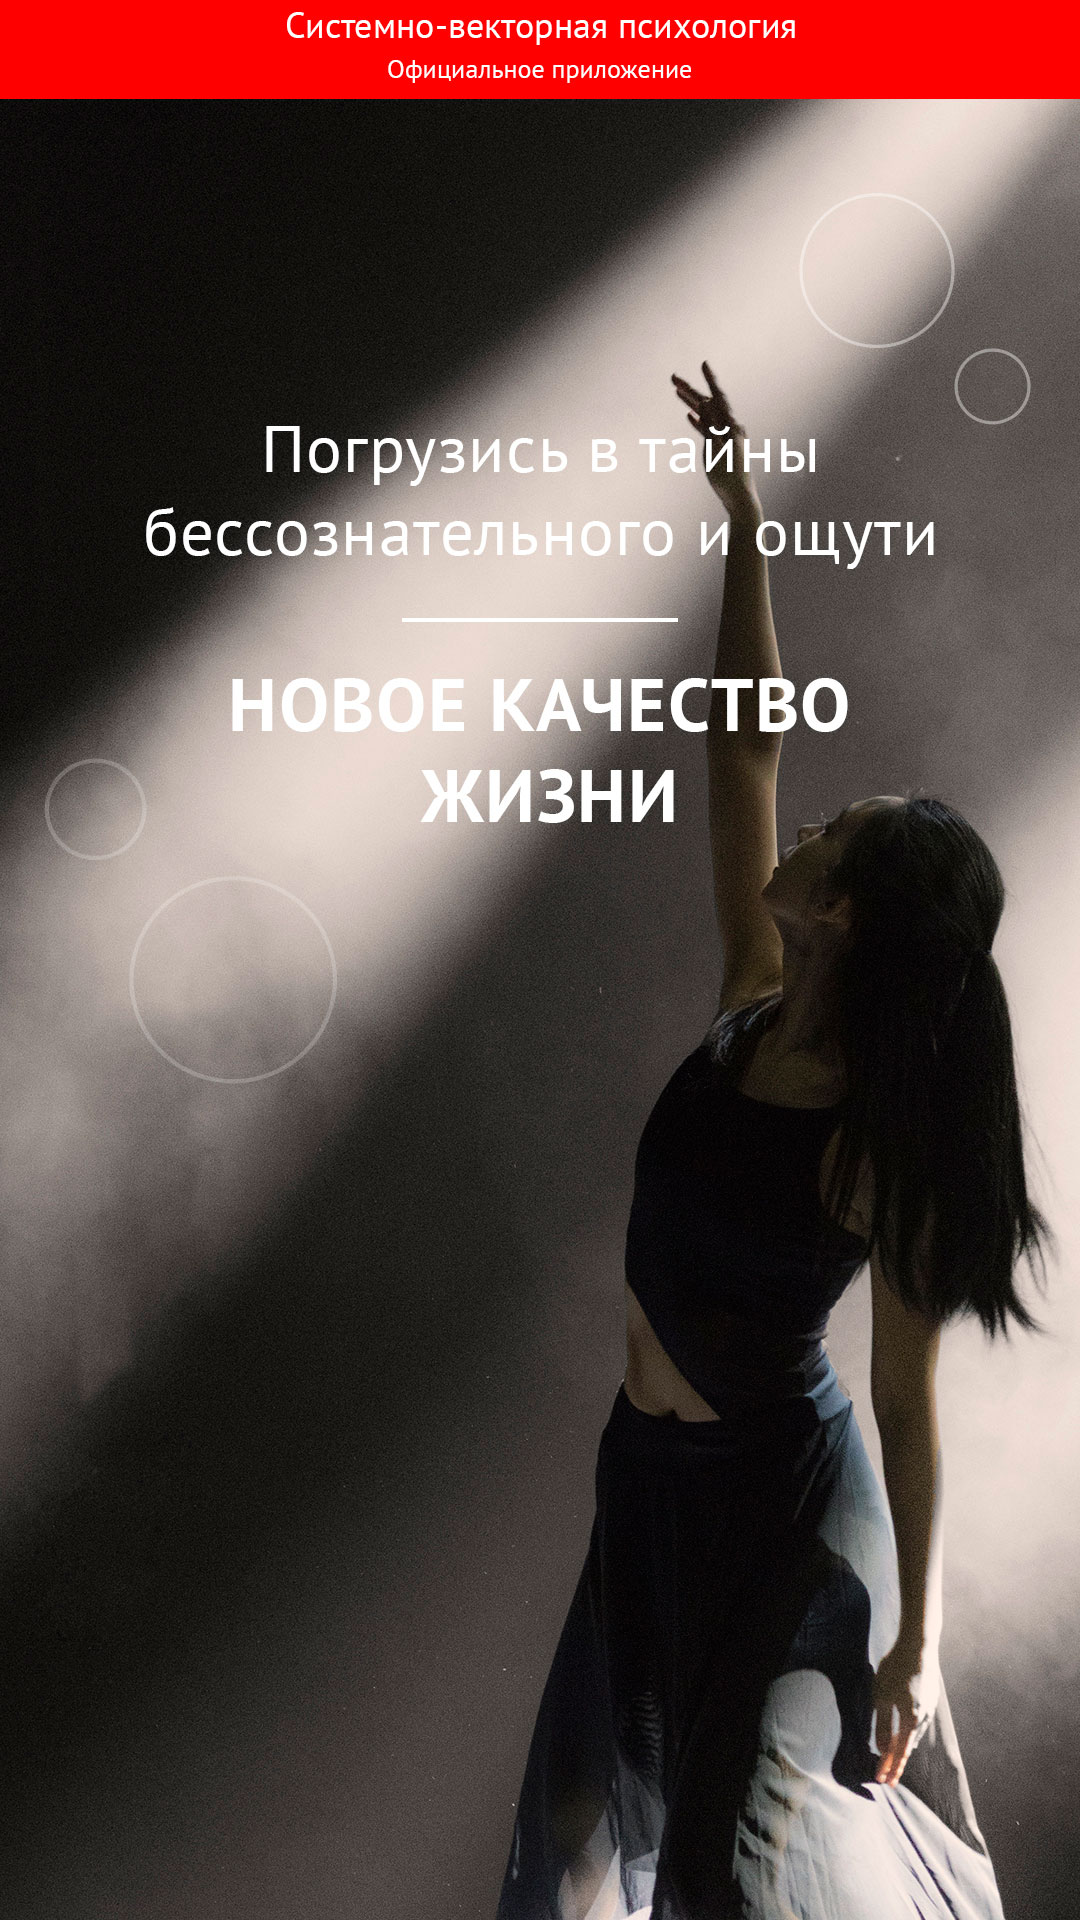 Системно-векторная психология
Официальное приложение
Погрузись в тайны
бессознательного и ощути
НОВОЕ КАЧЕСТВО
ЖИЗНИ